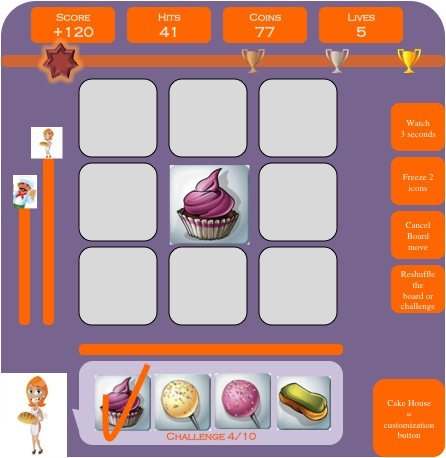 Score
+120
Hits
41
Coins
77
Lives
5
Watch
3 seconds
Freeze 2
icons
Cancel
Board
move
Reshuffle
the
board or
challenge
Challenge 4/10
Cake House
=
customization
button